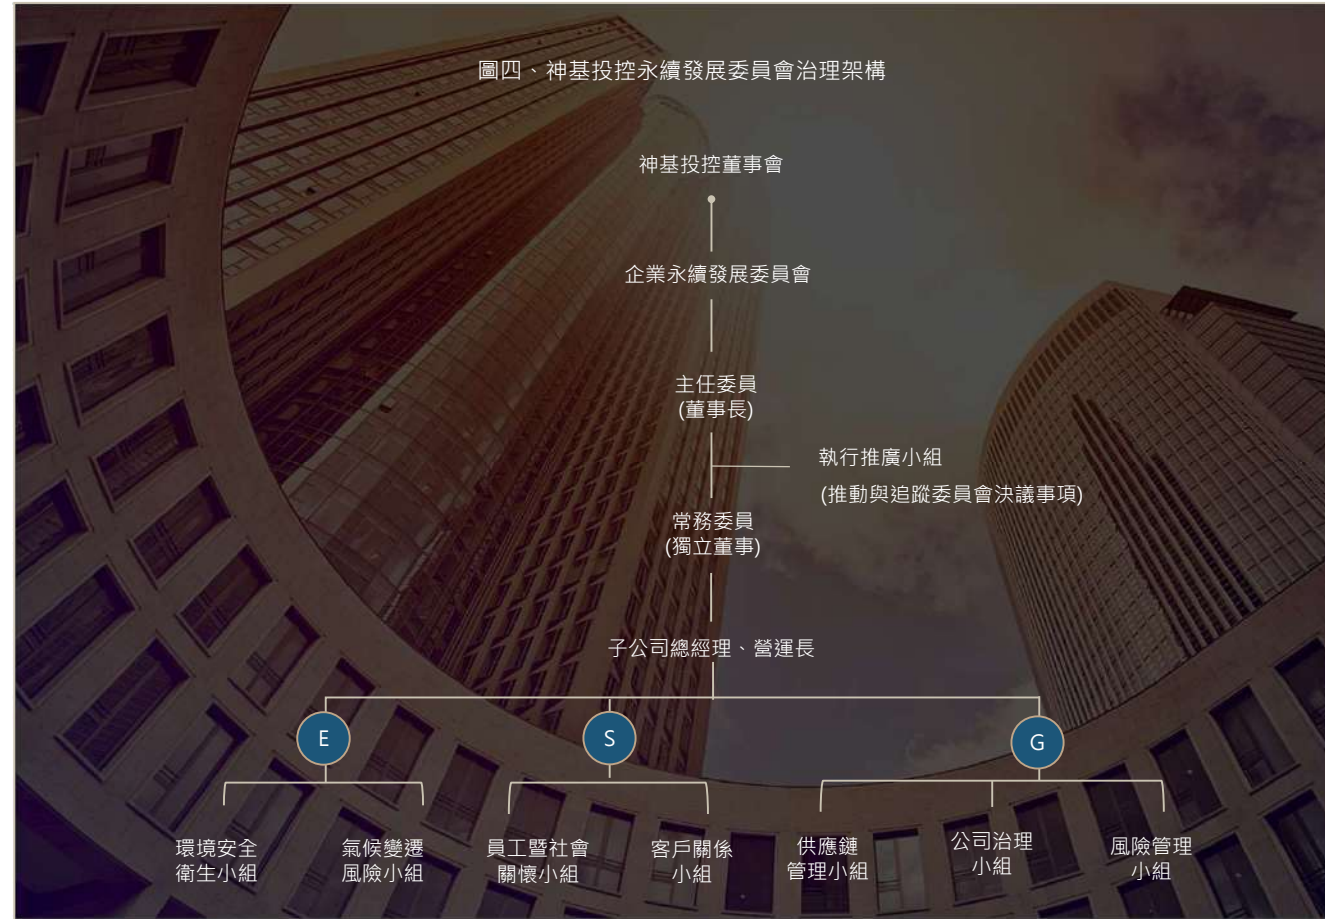 圖四、神基投控永續發展委員會治理架構
神基投控董事會
企業永續發展委員會
主任委員
(董事長)
執行推廣小組
(推動與追蹤委員會決議事項)
常務委員
(獨立董事)
子公司總經理、營運長
E
S
G
環境安全
衛生小組
氣候變遷
風險小組
員工暨社會
關懷小組
客戶關係
小組
供應鏈
管理小組
公司治理
小組
風險管理
小組